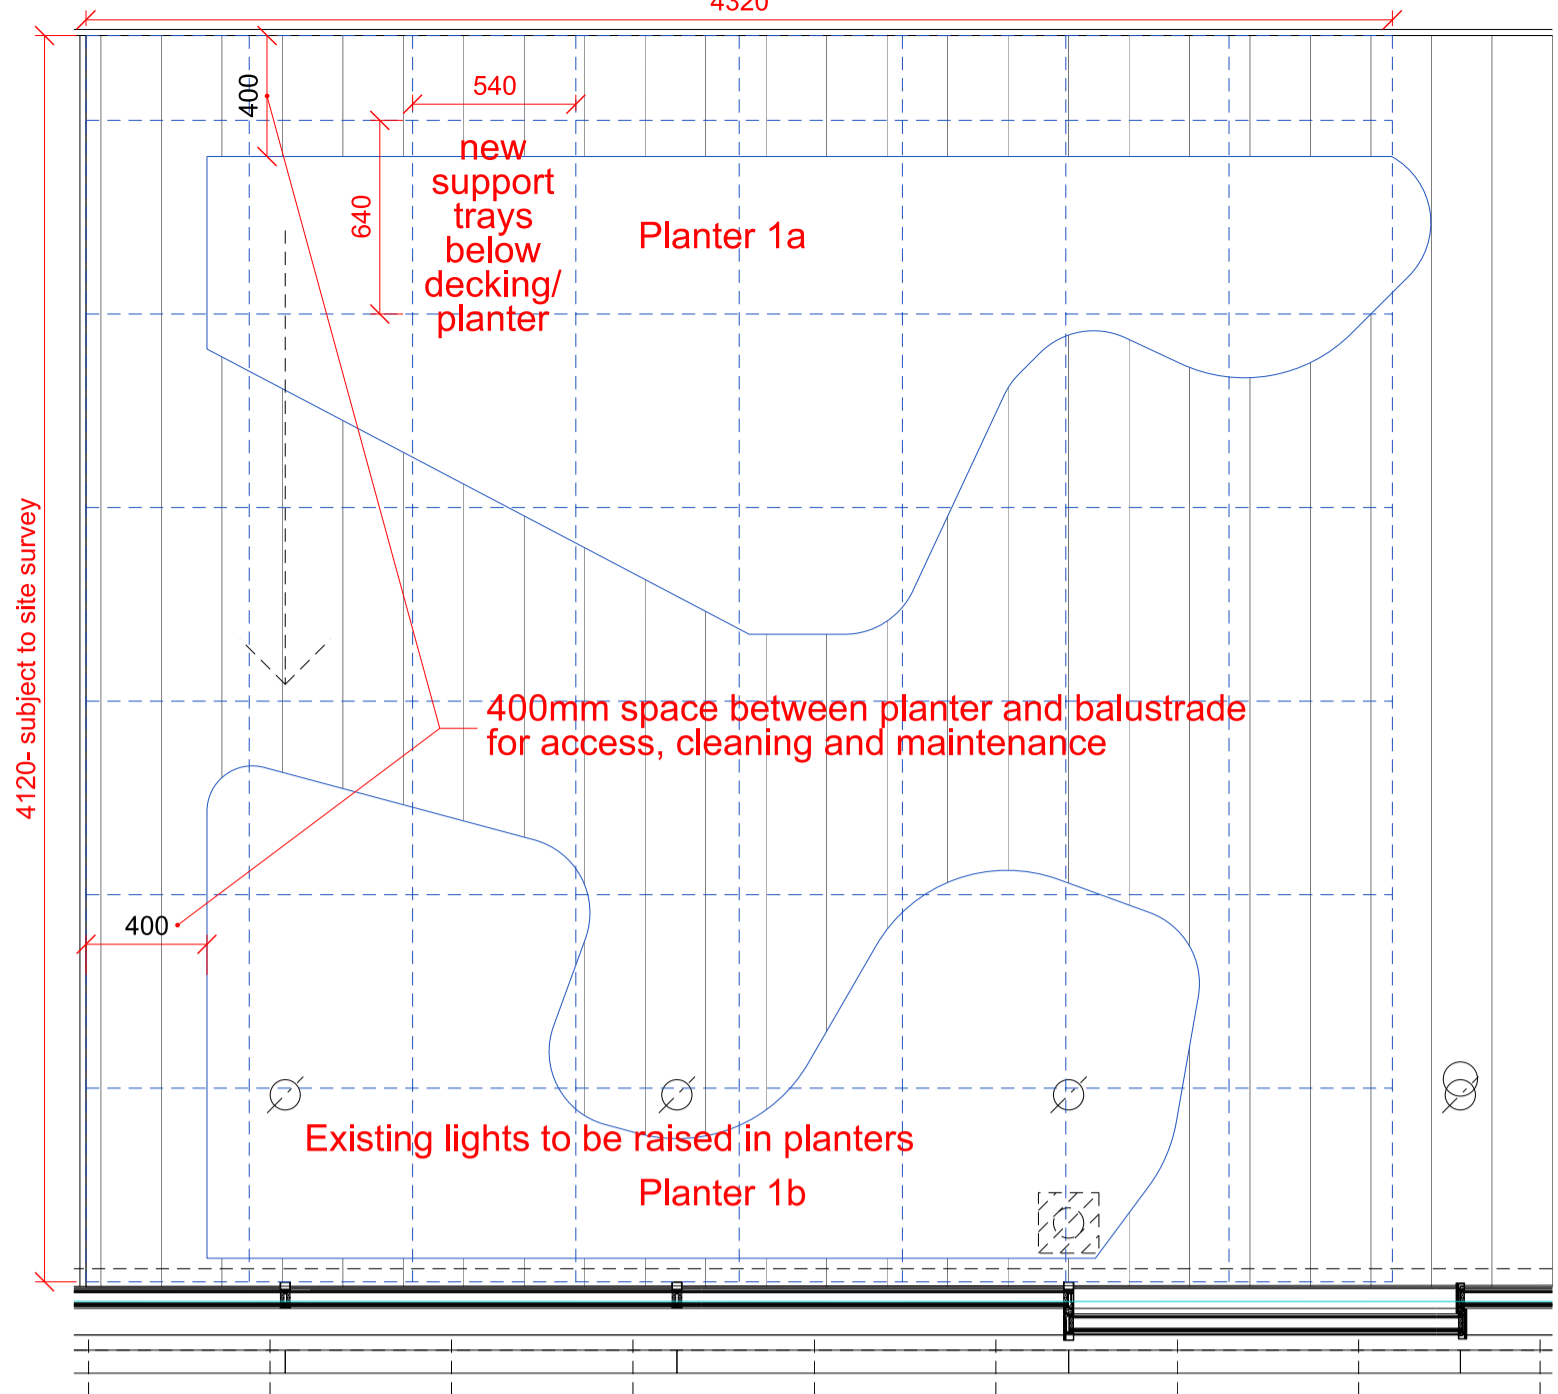 4320
400
540
new
support
trays
below
decking/
planter
640
Planter 1a
4120- subject to site survey
400mm space between planter and balustrade
for access, cleaning and maintenance
400
Existing lights to be raised in planters
Planter 1b